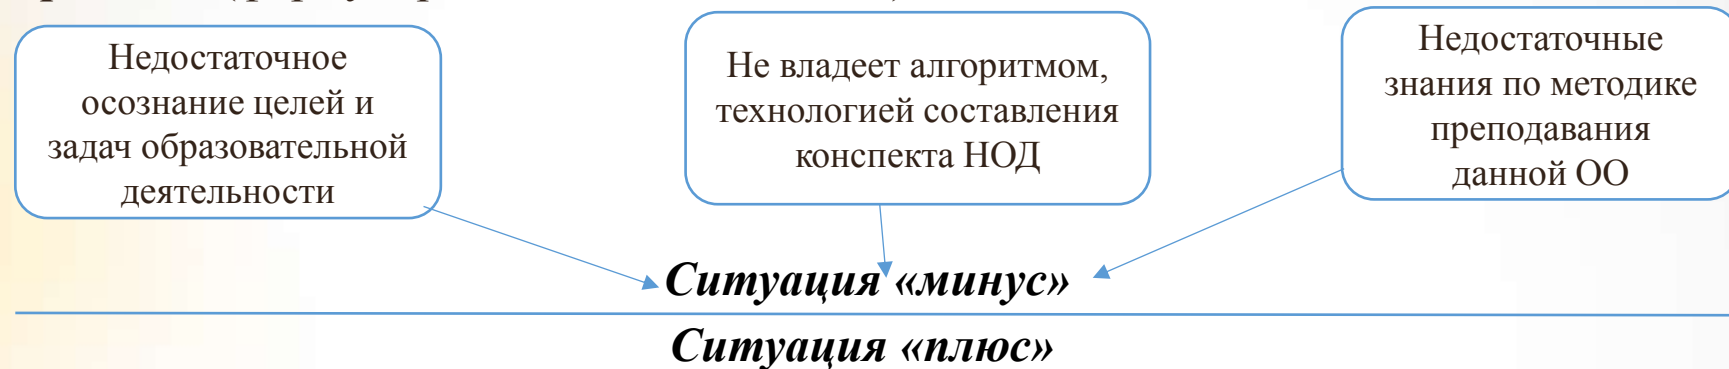 Недостаточное
осознание целей и
задач образовательной
деятельности
Не владеет алгоритмом,
технологией составления
конспекта НОД
Недостаточные
знания по методике
преподавания
данной ОО
Ситуация «минус»
Ситуация «плюс»